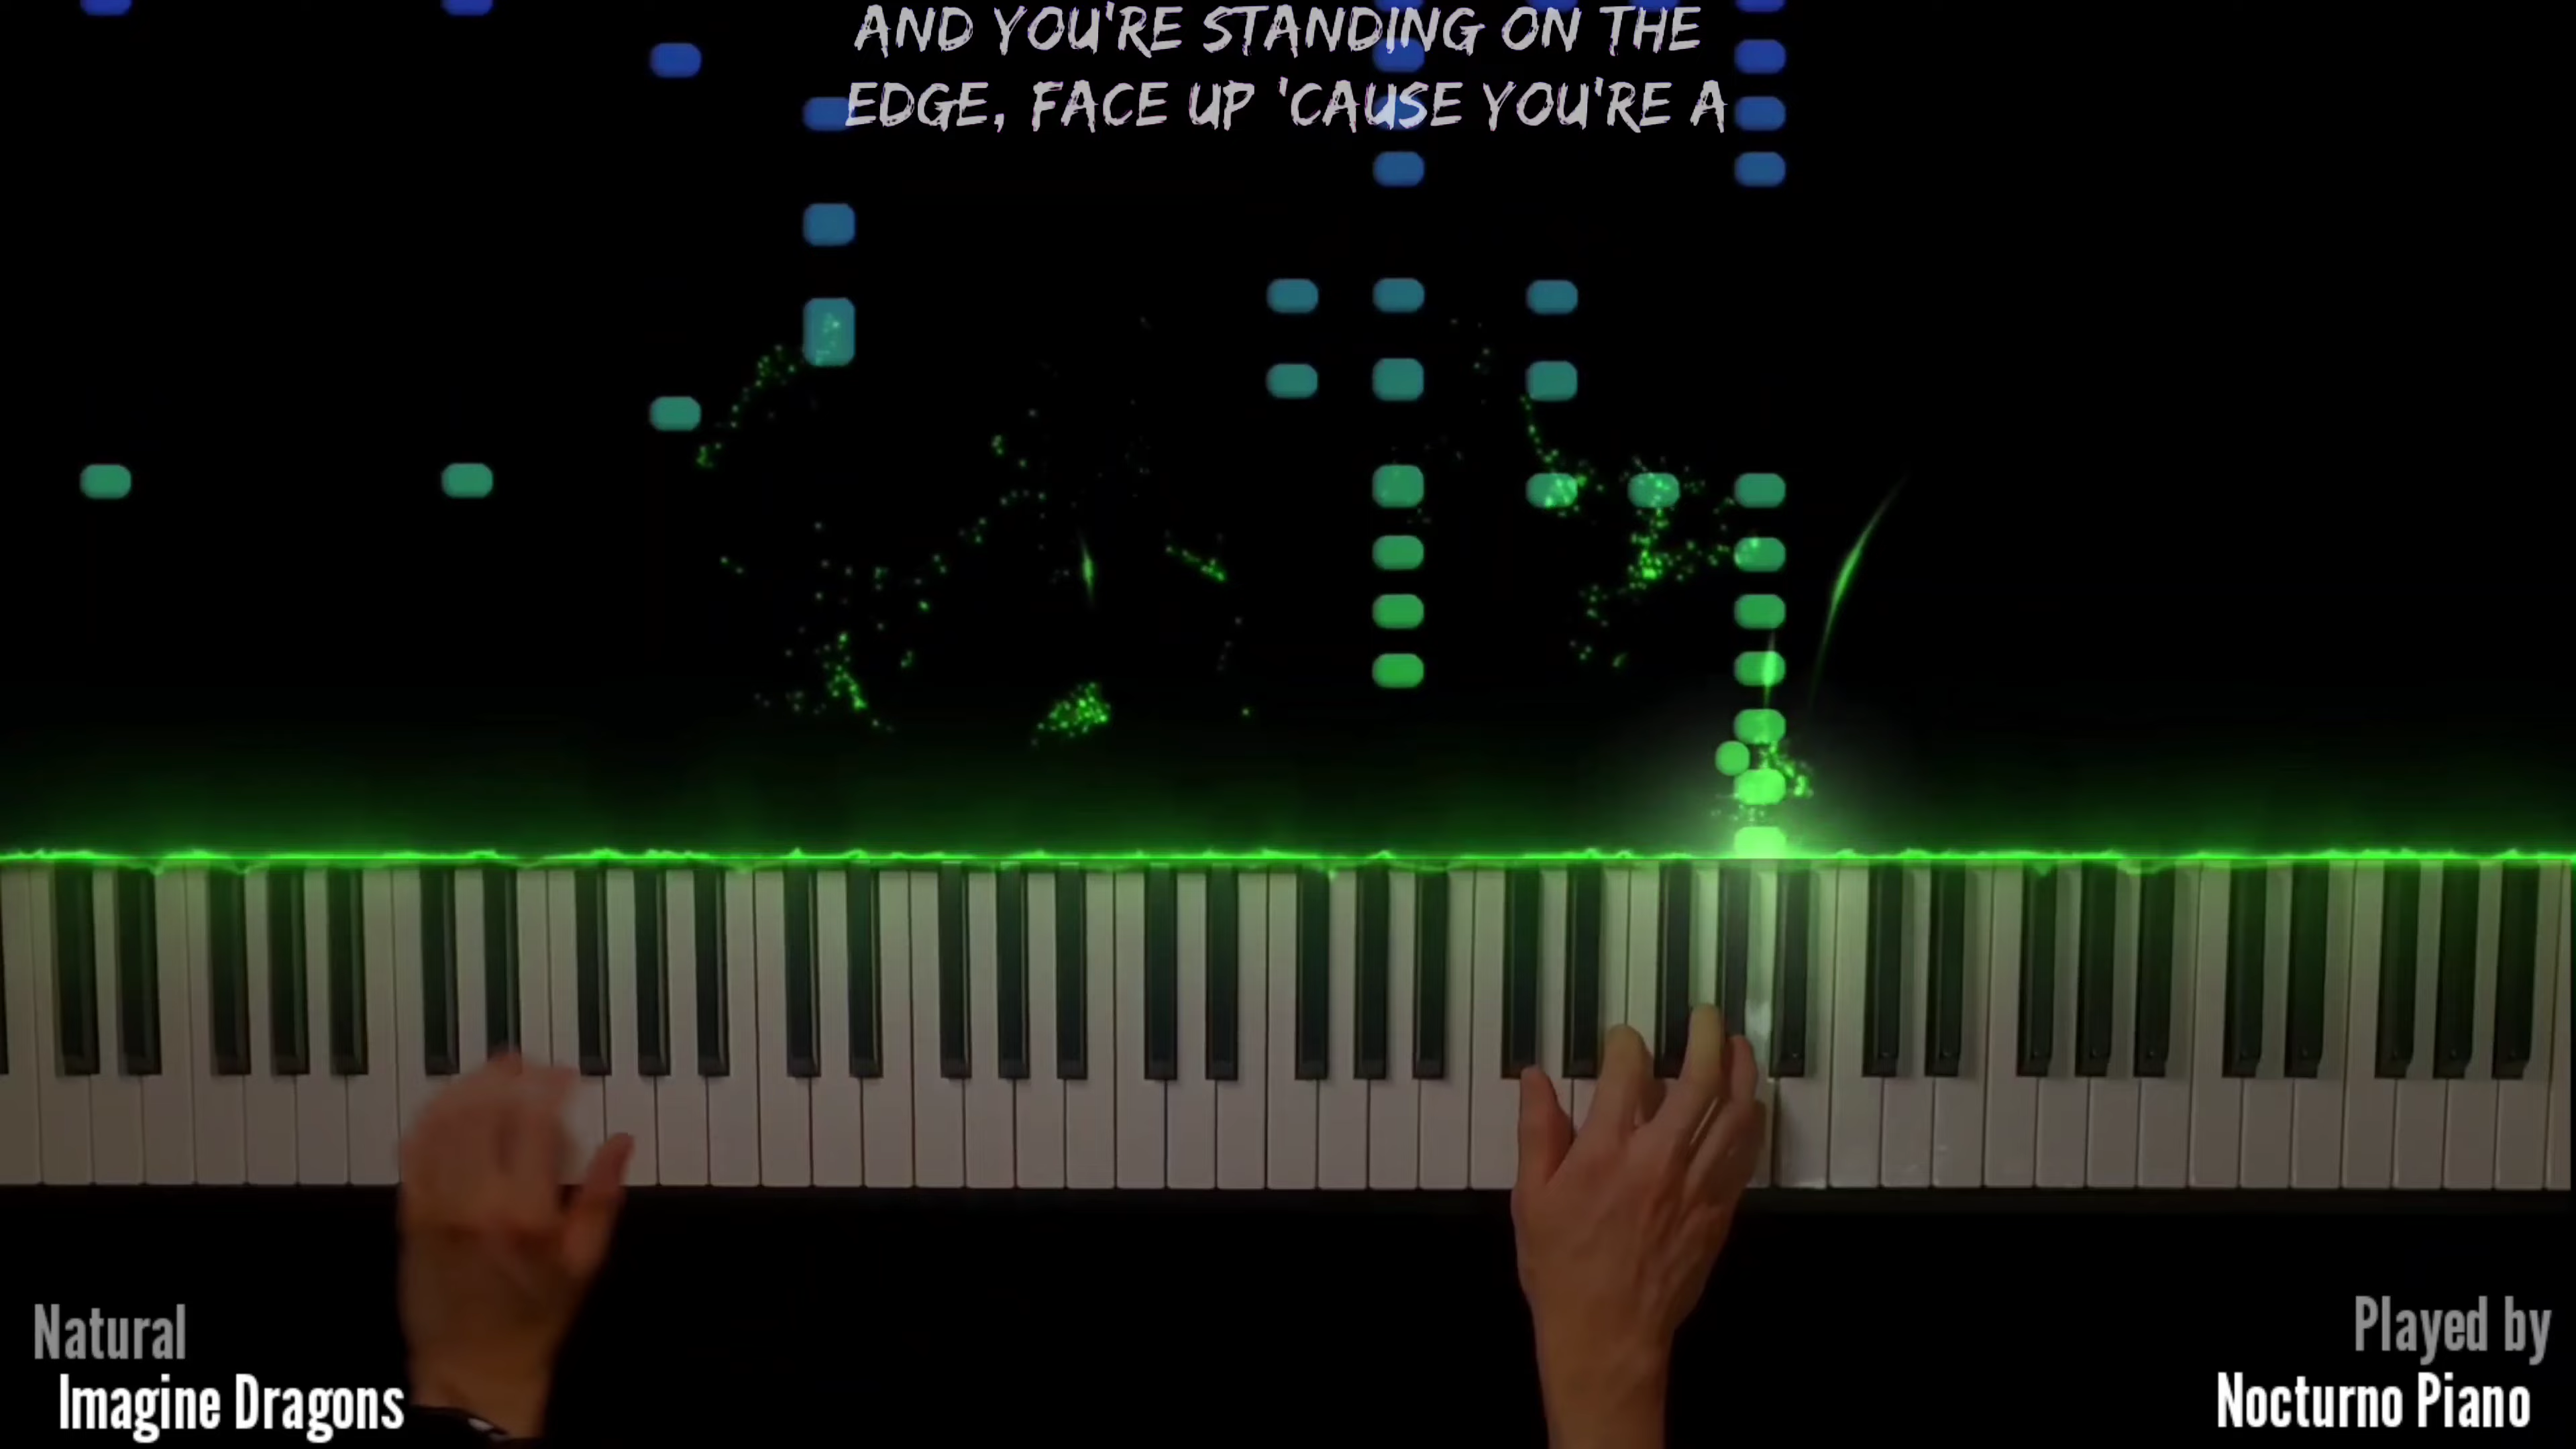 AND YOU'RE STANDING ON THE
EDGE, FACE UP 'CAUSE YOU'RE A
Natural
Imagine Dragons
Played by
Nocturno Piano